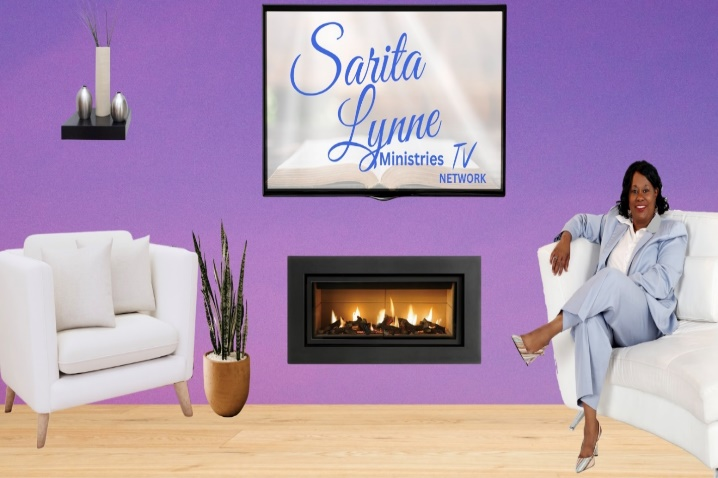 Sarita
Lynne
Ministries TV
NETWORK